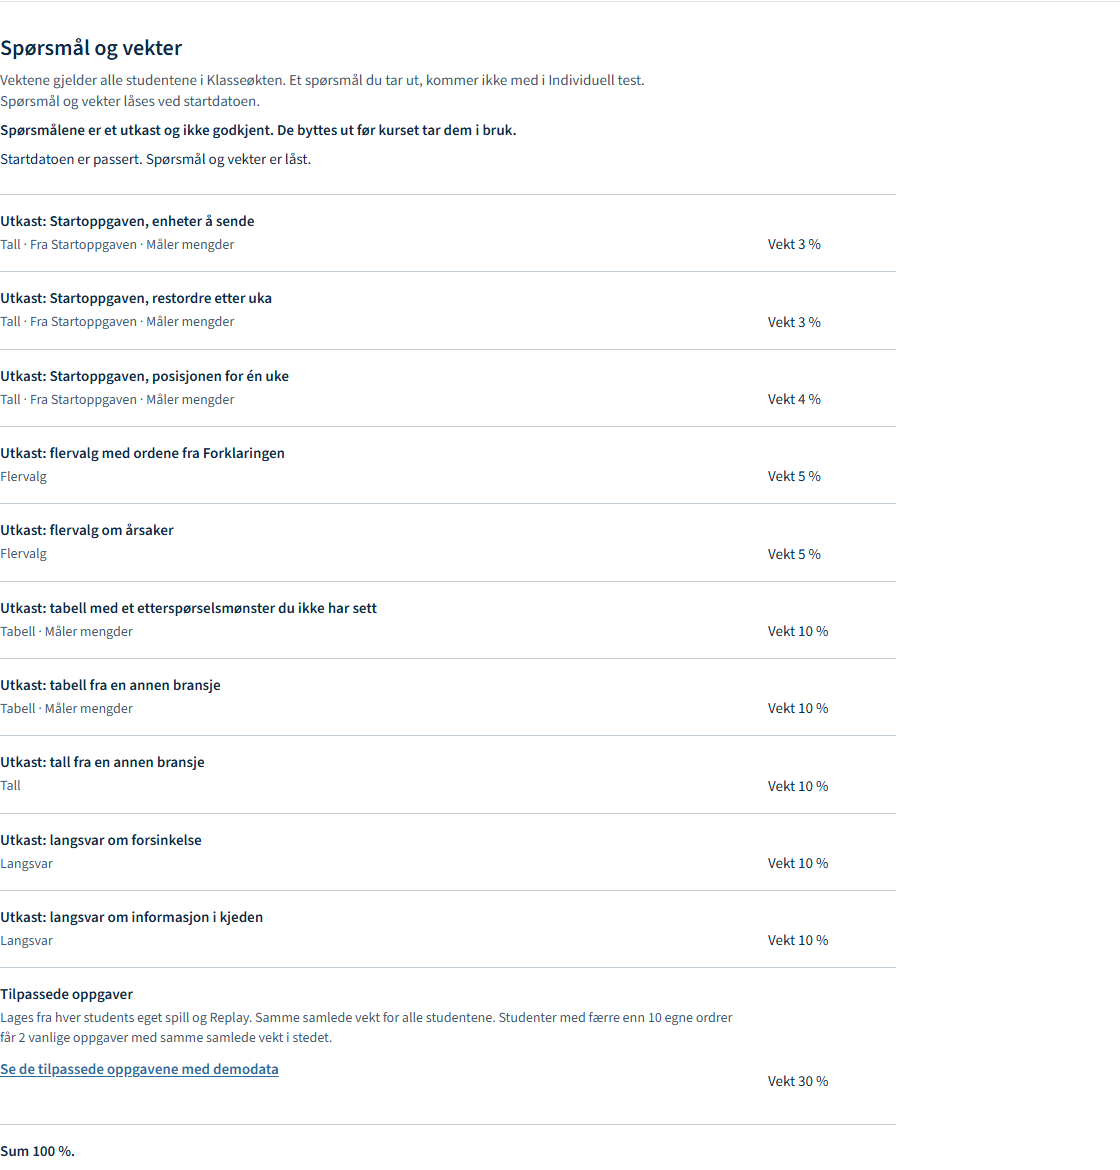 Spørsmål og vekter
Vektene gjelder alle studentene i Klasseøkten. Et spørsmål du tar ut, kommer ikke med i Individuell test.
Spørsmål og vekter låses ved startdatoen.
Spørsmålene er et utkast og ikke godkjent. De byttes ut før kurset tar dem i bruk.
Startdatoen er passert. Spørsmål og vekter er låst.
Utkast: Startoppgaven, enheter å sende
Tall · Fra Startoppgaven · Måler mengder
Vekt 3 %
Utkast: Startoppgaven, restordre etter uka
Tall · Fra Startoppgaven · Måler mengder
Vekt 3 %
Utkast: Startoppgaven, posisjonen for én uke
Tall · Fra Startoppgaven · Måler mengder
Vekt 4 %
Utkast: flervalg med ordene fra Forklaringen
Flervalg
Vekt 5 %
Utkast: flervalg om årsaker
Flervalg
Vekt 5 %
Utkast: tabell med et etterspørselsmønster du ikke har sett
Tabell · Måler mengder
Vekt 10 %
Utkast: tabell fra en annen bransje
Tabell · Måler mengder
Vekt 10 %
Utkast: tall fra en annen bransje
Tall
Vekt 10 %
Utkast: langsvar om forsinkelse
Langsvar
Vekt 10 %
Utkast: langsvar om informasjon i kjeden
Langsvar
Vekt 10 %
Tilpassede oppgaver
Lages fra hver students eget spill og Replay. Samme samlede vekt for alle studentene. Studenter med færre enn 10 egne ordrer
får 2 vanlige oppgaver med samme samlede vekt i stedet.
Se de tilpassede oppgavene med demodata
Vekt 30 %
Sum 100 %.